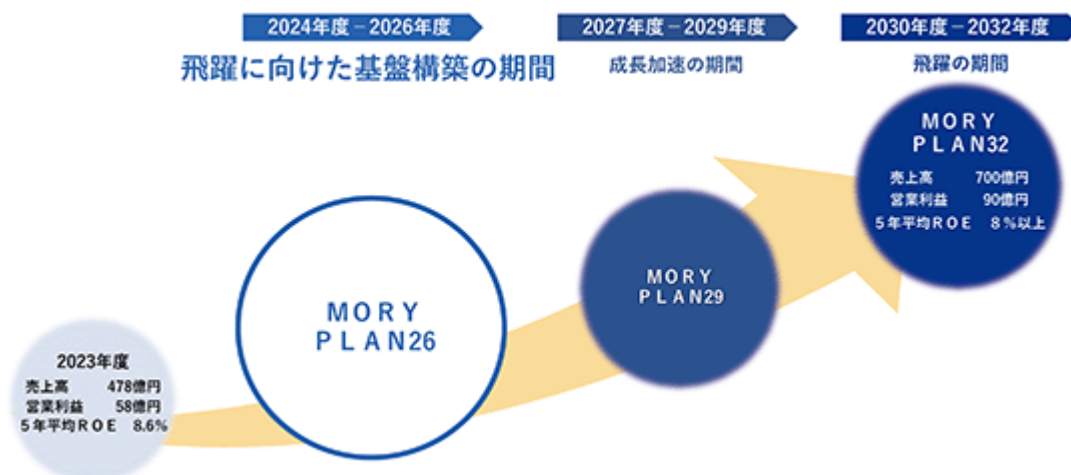 2024年度－2026年度
飛躍に向けた基盤構築の期間
2027年度－2029年度
成長加速の期間
2030年度－2032年度
飛躍の期間
MORY
PLAN32
売上高 700億円
営業利益 90億円
5年平均ROE 8%以上
MORY
PLAN29
MORY
PLAN26
2023年度
売上高 478億円
営業利益 58億円
5年平均ROE 8.6%